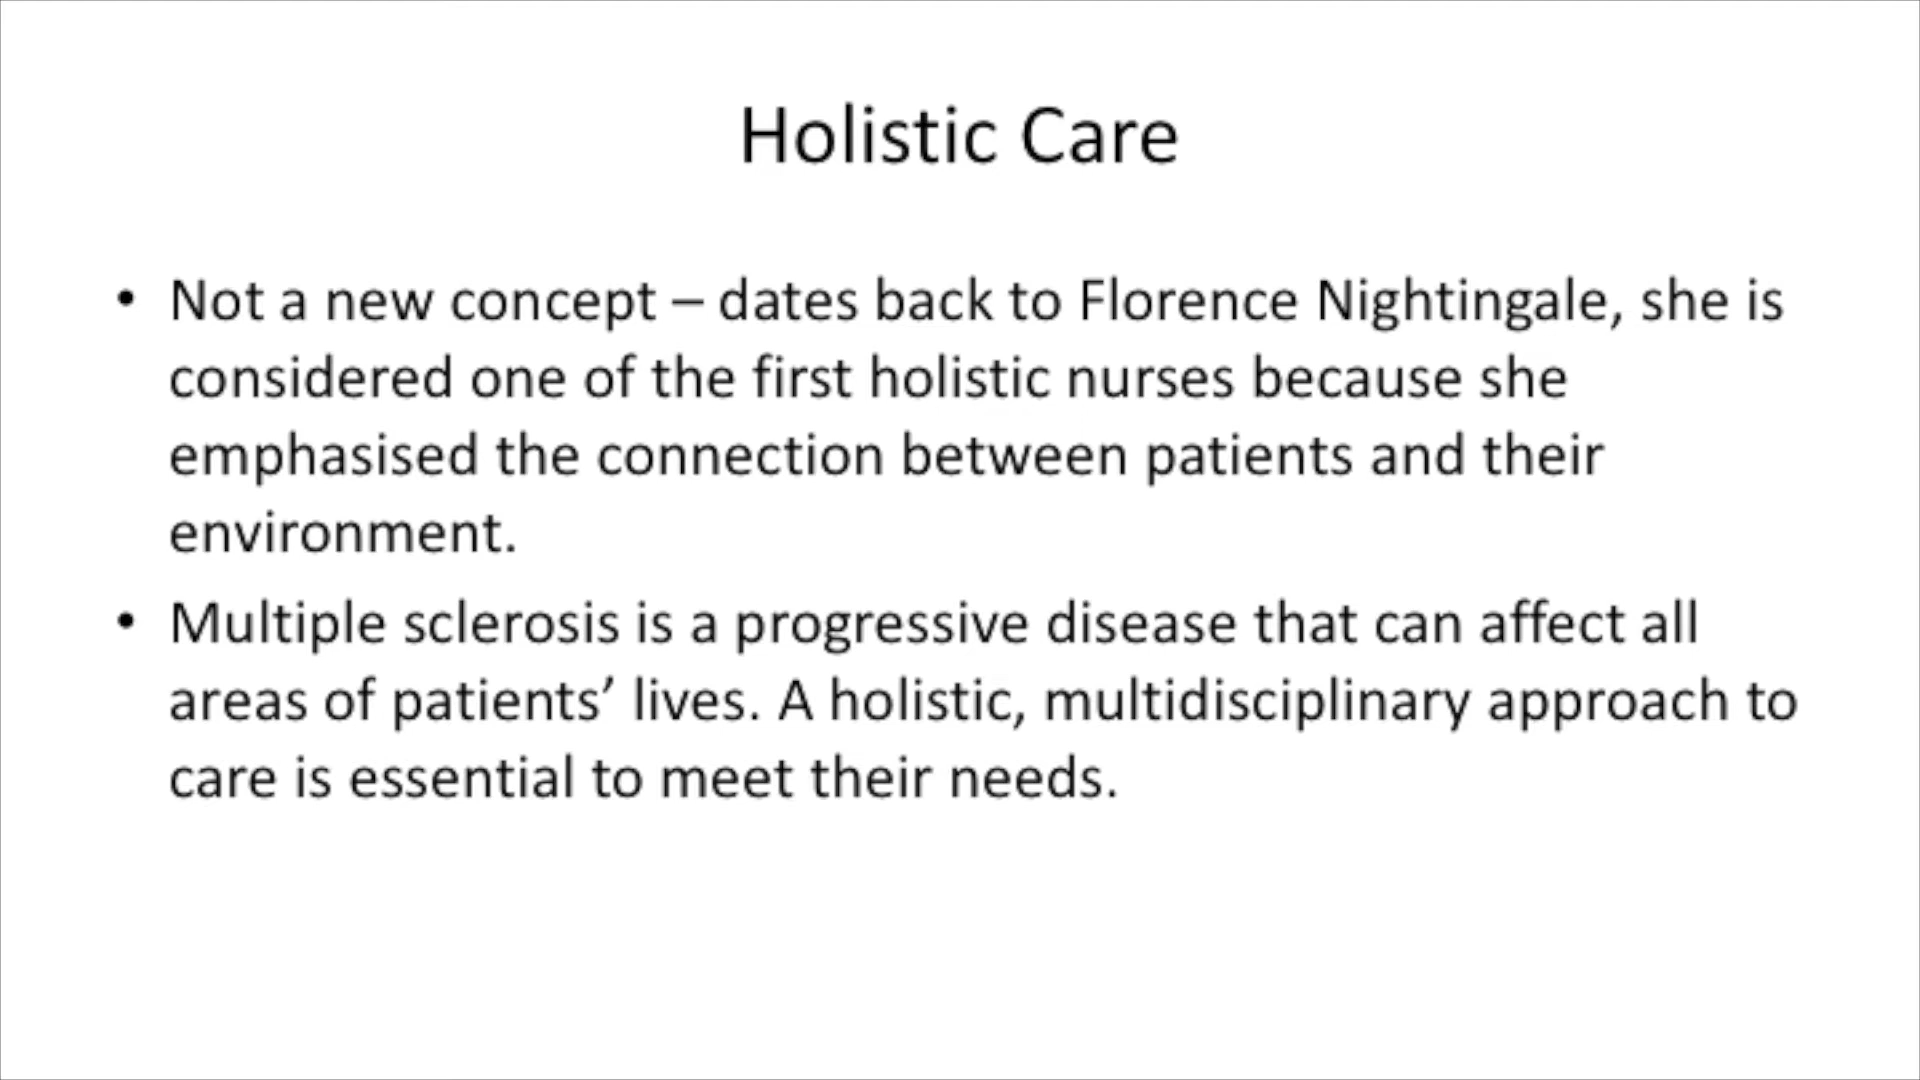 Holistic Care
• Not a new concept – dates back to Florence Nightingale, she is
considered one of the first holistic nurses because she
emphasised the connection between patients and their
environment.
• Multiple sclerosis is a progressive disease that can affect all
areas of patients’ lives. A holistic, multidisciplinary approach to
care is essential to meet their needs.